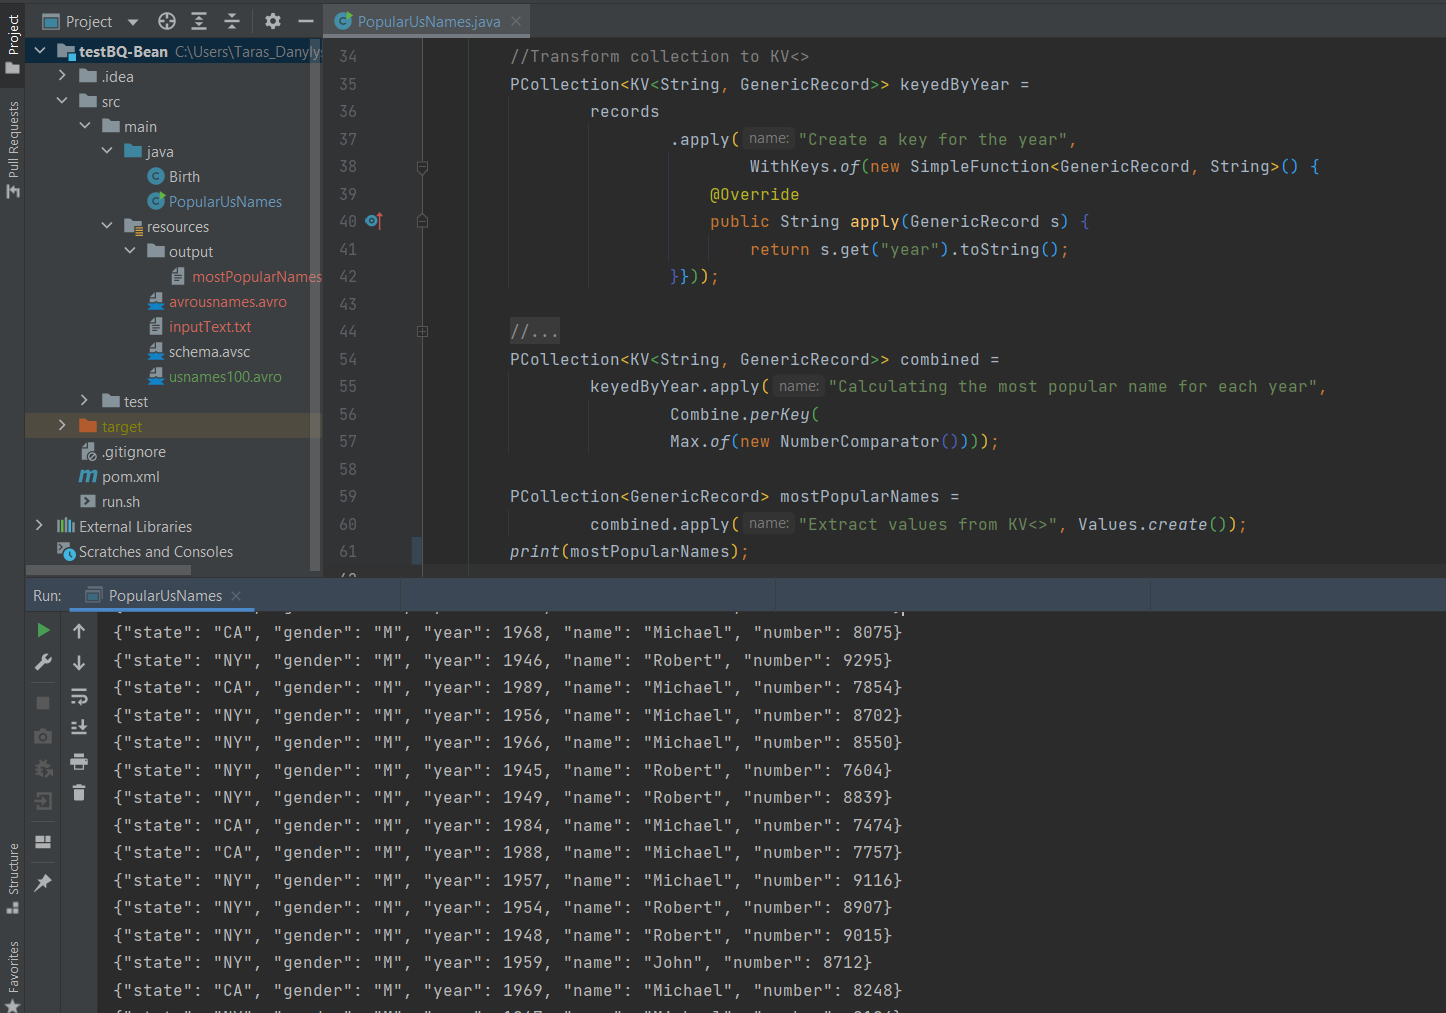 Project
PopularUsNames.java
Project
Pull Requests
Structure
Favorites
testBQ-Bean C:\Users\Taras_Danyly
.idea
src
main
java
Birth
PopularUsNames
resources
output
mostPopularNames
avrousnames.avro
inputText.txt
schema.avsc
usnames100.avro
test
target
.gitignore
pom.xml
run.sh
External Libraries
Scratches and Consoles
34 //Transform collection to KV<>
35 PCollection<KV<String, GenericRecord>> keyedByYear =
36 records
37 .apply( name: "Create a key for the year",
38 WithKeys.of(new SimpleFunction<GenericRecord, String>() {
39 @Override
40 public String apply(GenericRecord s) {
41 return s.get("year").toString();
42 }}));
43
44 //...
54 PCollection<KV<String, GenericRecord>> combined =
55 keyedByYear.apply( name: "Calculating the most popular name for each year",
56 Combine.perKey(
57 Max.of(new NumberComparator())));
58
59 PCollection<GenericRecord> mostPopularNames =
60 combined.apply( name: "Extract values from KV<>", Values.create());
61 print(mostPopularNames);
Run: PopularUsNames
{"state": "CA", "gender": "M", "year": 1968, "name": "Michael", "number": 8075}
{"state": "NY", "gender": "M", "year": 1946, "name": "Robert", "number": 9295}
{"state": "CA", "gender": "M", "year": 1989, "name": "Michael", "number": 7854}
{"state": "NY", "gender": "M", "year": 1956, "name": "Michael", "number": 8702}
{"state": "NY", "gender": "M", "year": 1966, "name": "Michael", "number": 8550}
{"state": "NY", "gender": "M", "year": 1945, "name": "Robert", "number": 7604}
{"state": "NY", "gender": "M", "year": 1949, "name": "Robert", "number": 8839}
{"state": "CA", "gender": "M", "year": 1984, "name": "Michael", "number": 7474}
{"state": "CA", "gender": "M", "year": 1988, "name": "Michael", "number": 7757}
{"state": "NY", "gender": "M", "year": 1957, "name": "Michael", "number": 9116}
{"state": "NY", "gender": "M", "year": 1954, "name": "Robert", "number": 8907}
{"state": "NY", "gender": "M", "year": 1948, "name": "Robert", "number": 9015}
{"state": "NY", "gender": "M", "year": 1959, "name": "John", "number": 8712}
{"state": "CA", "gender": "M", "year": 1969, "name": "Michael", "number": 8248}